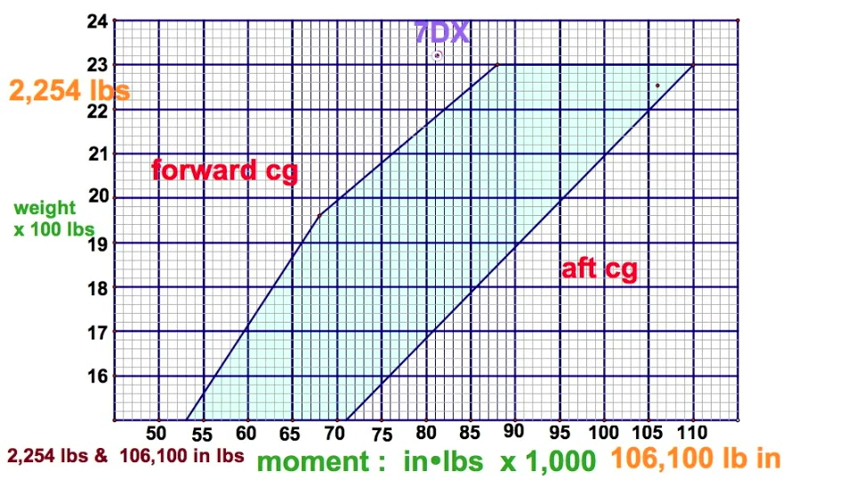 24
7DX
23
2,254 lbs
22
21
forward cg
20
weight
x 100 lbs
19
aft cg
18
17
16
50 55 60 65 70 75 80 85 90 95 100 105 110
2,254 lbs & 106,100 in lbs
moment : in•lbs x 1,000
106,100 lb in